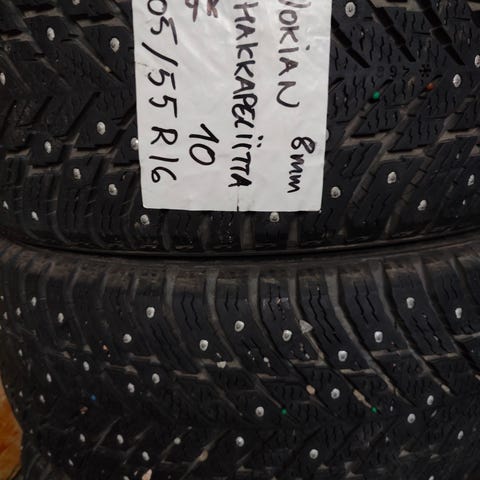 NOKIAN 8mm
HAKKAPELIITTA
10
05/55 R16